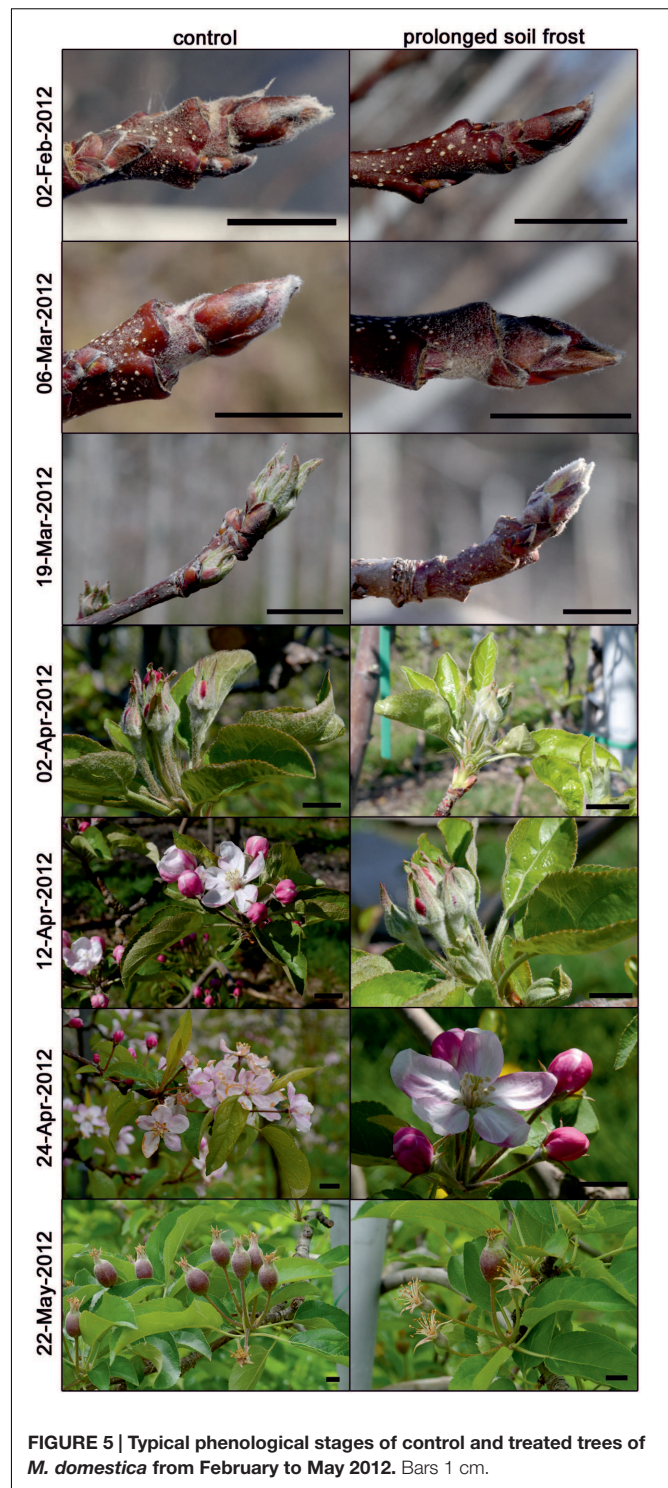 control prolonged soil frost
02-Feb-2012
06-Mar-2012
19-Mar-2012
02-Apr-2012
12-Apr-2012
24-Apr-2012
22-May-2012
FIGURE 5 | Typical phenological stages of control and treated trees of
M. domestica from February to May 2012. Bars 1 cm.